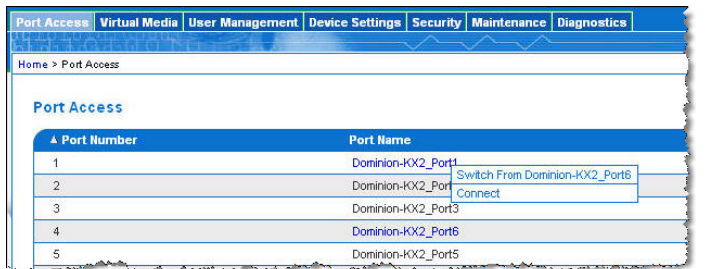 Port Access Virtual Media User Management Device Settings Security Maintenance Diagnostics
Home > Port Access
Port Access
▲ Port Number Port Name
1 Dominion-KX2_Port1
Switch From Dominion-KX2_Port6
2 Dominion-KX2_Port
Connect
3 Dominion-KX2_Port3
4 Dominion-KX2_Port6
5 Dominion-KX2_Port5